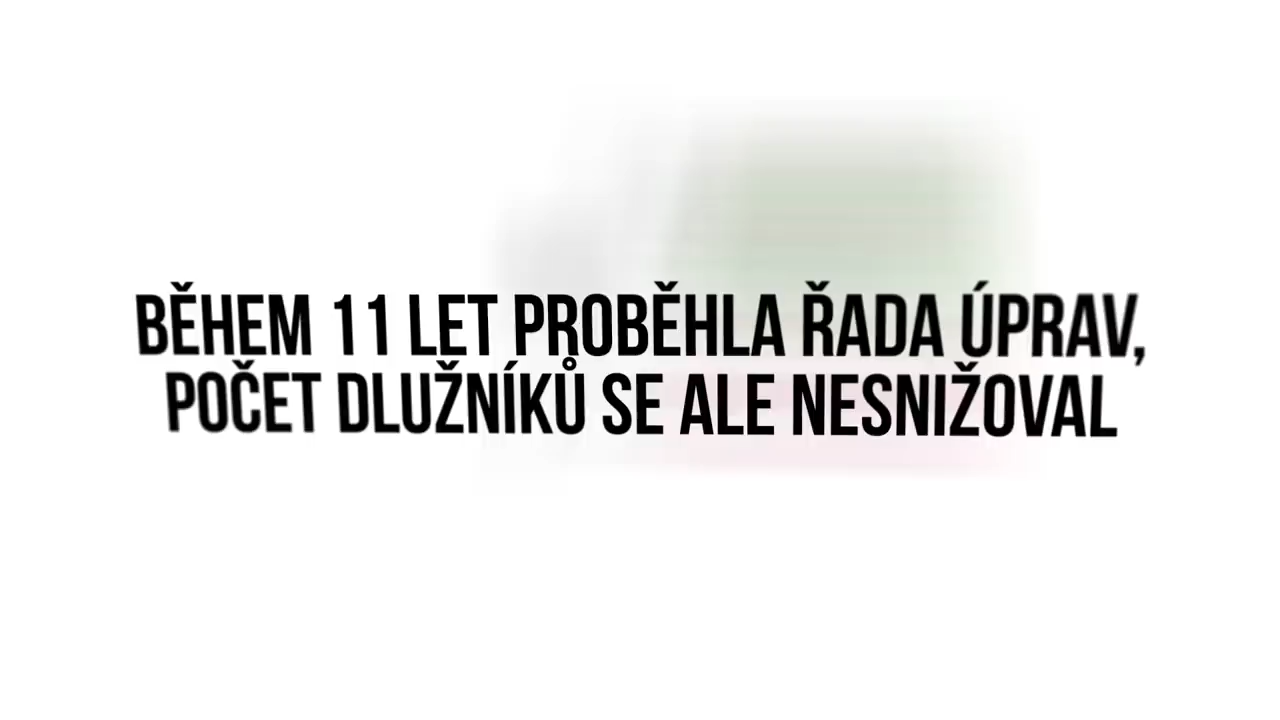 BĚHEM 11 LET PROBĚHLA ŘADA ÚPRAV,
POČET DLUŽNÍKŮ SE ALE NESNIŽOVAL